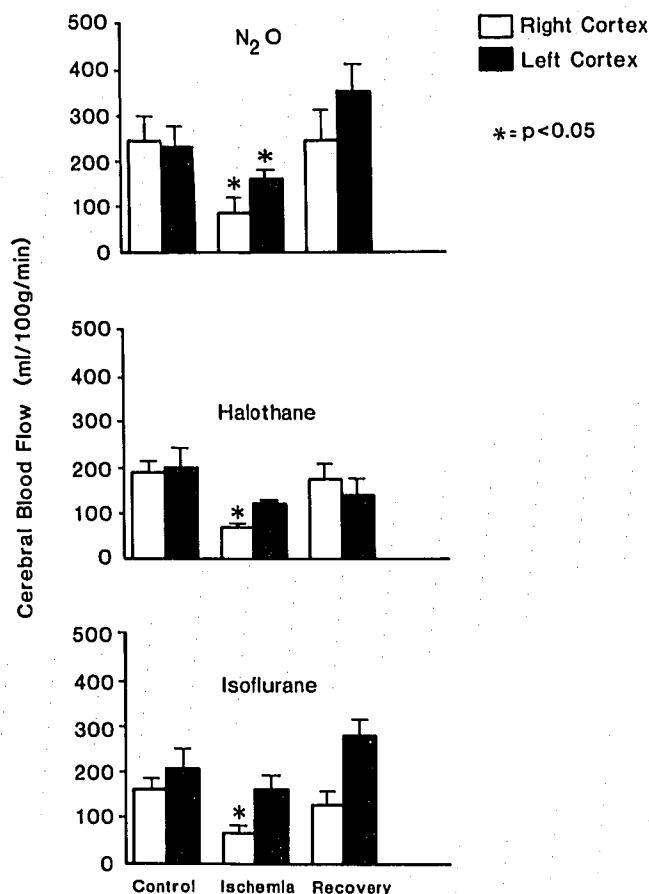 Right Cortex
Left Cortex
*= p<0.05
Cerebral Blood Flow (ml/100g/min)
N2O
500
400
300
200
100
0
* *
Halothane
500
400
300
200
100
0
*
Isoflurane
500
400
300
200
100
0
*
Control Ischemia Recovery